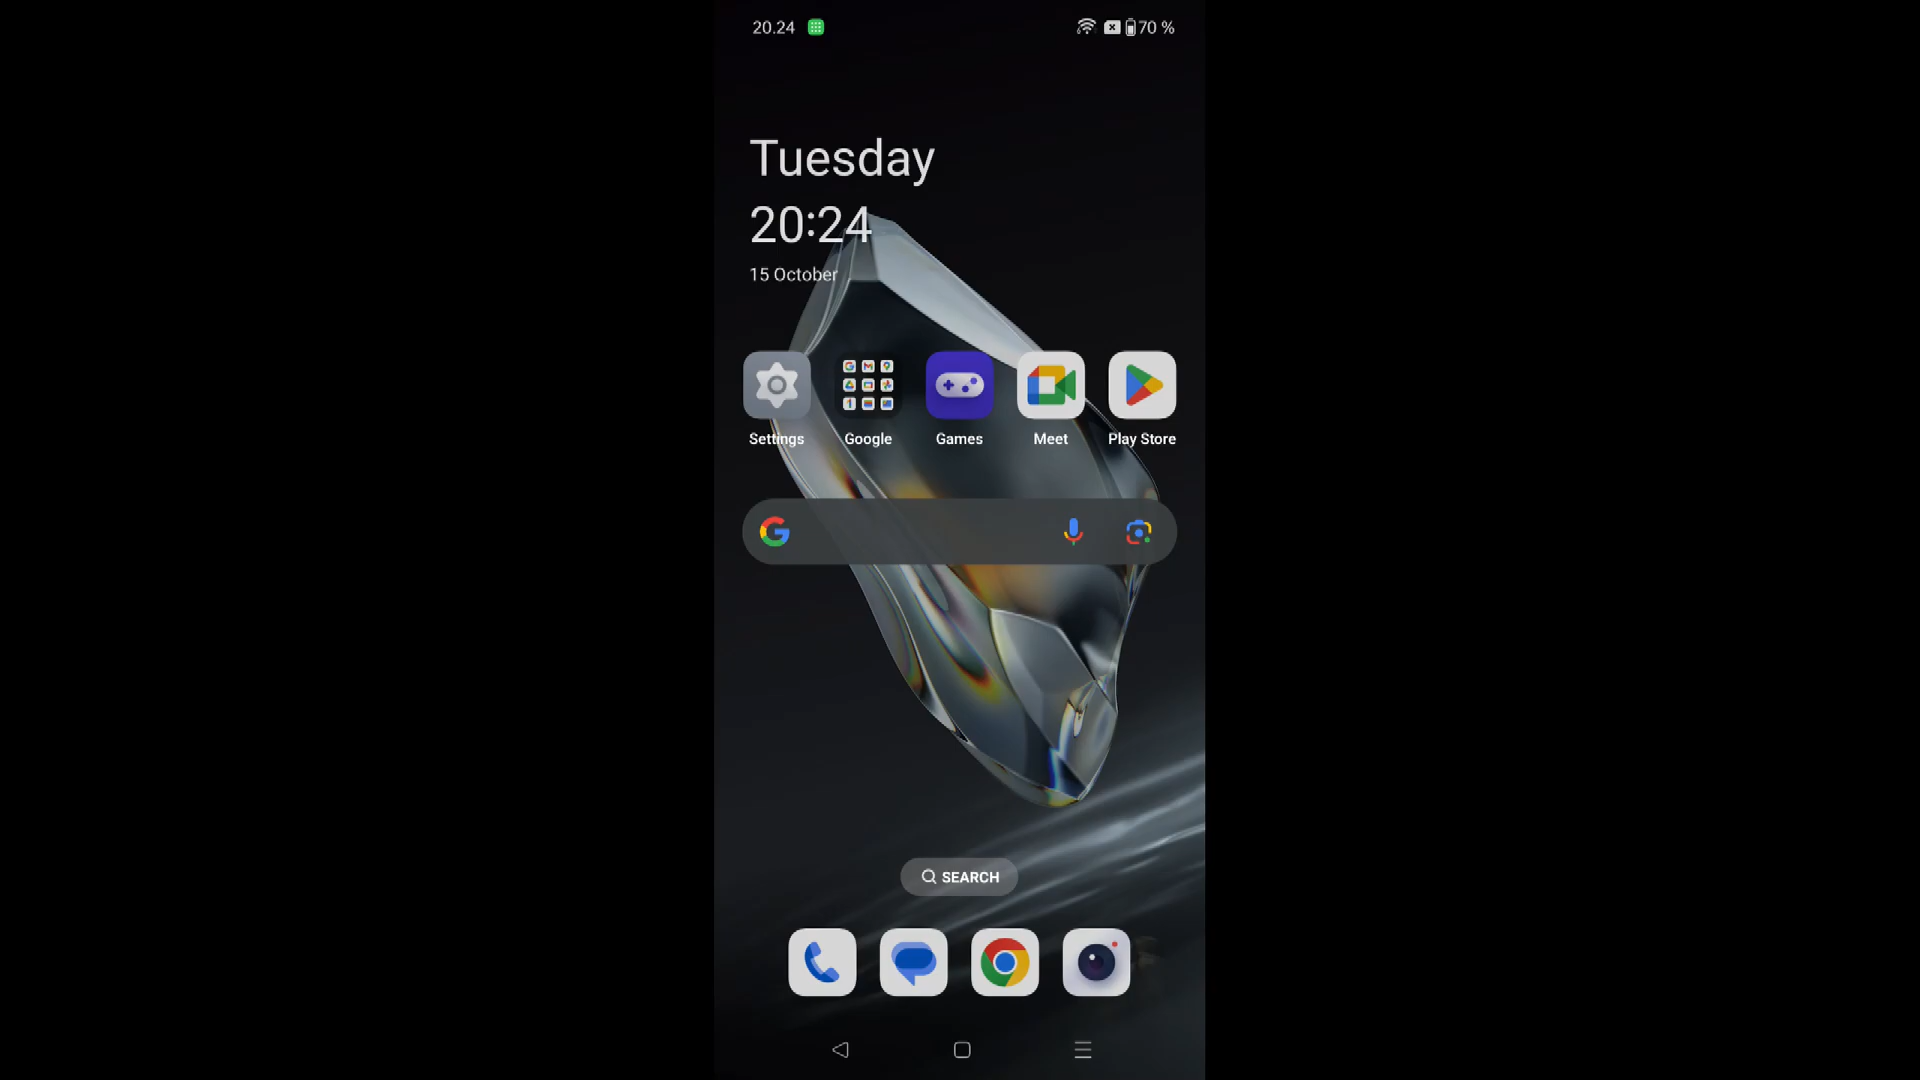 20.24
70 %
Tuesday
20:24
15 October
Settings
Google
Games
Meet
Play Store
SEARCH